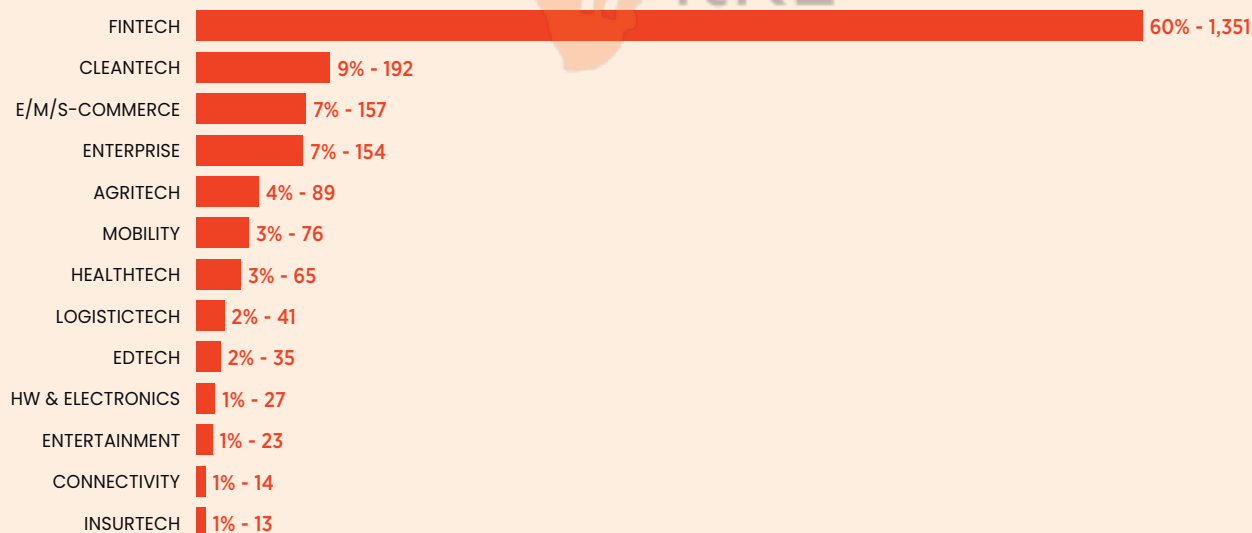 FINTECH 60% - 1,351
CLEANTECH 9% - 192
E/M/S-COMMERCE 7% - 157
ENTERPRISE 7% - 154
AGRITECH 4% - 89
MOBILITY 3% - 76
HEALTHTECH 3% - 65
LOGISTICTECH 2% - 41
EDTECH 2% - 35
HW & ELECTRONICS 1% - 27
ENTERTAINMENT 1% - 23
CONNECTIVITY 1% - 14
INSURTECH 1% - 13